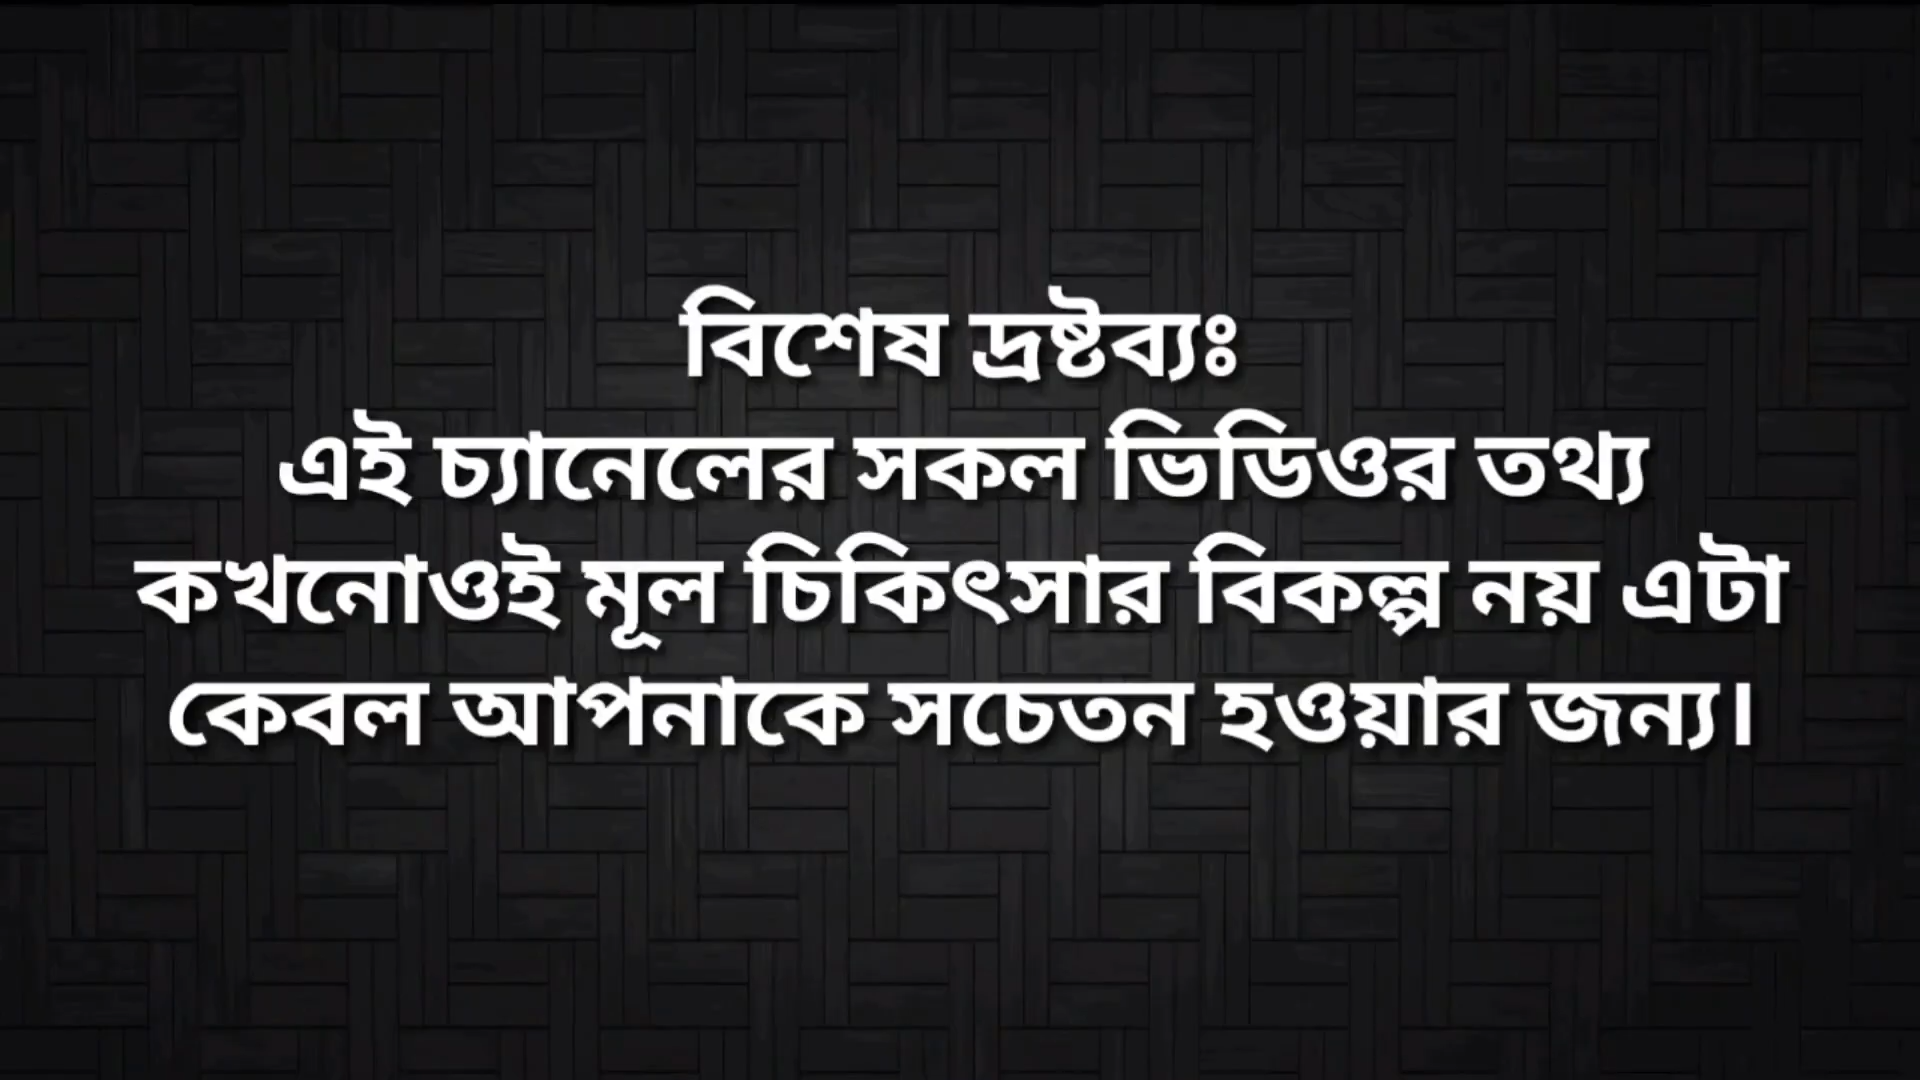 বিশেষ দ্রষ্টব্যঃ
এই চ্যানেলের সকল ভিডিওর তথ্য
কখনোওই মূল চিকিৎসার বিকল্প নয় এটা
কেবল আপনাকে সচেতন হওয়ার জন্য।